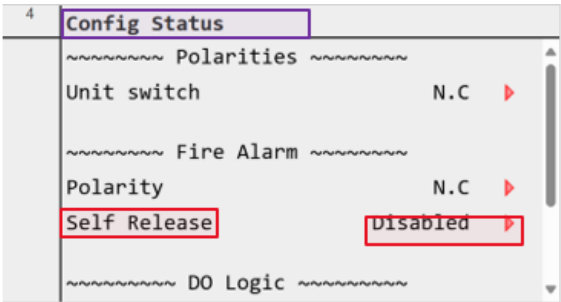 4
Config Status
~~~~~~~~ Polarities ~~~~~~~~
Unit switch N.C
~~~~~~~~ Fire Alarm ~~~~~~~~
Polarity N.C
Self Release Disabled
~~~~~~~~~ DO Logic ~~~~~~~~~